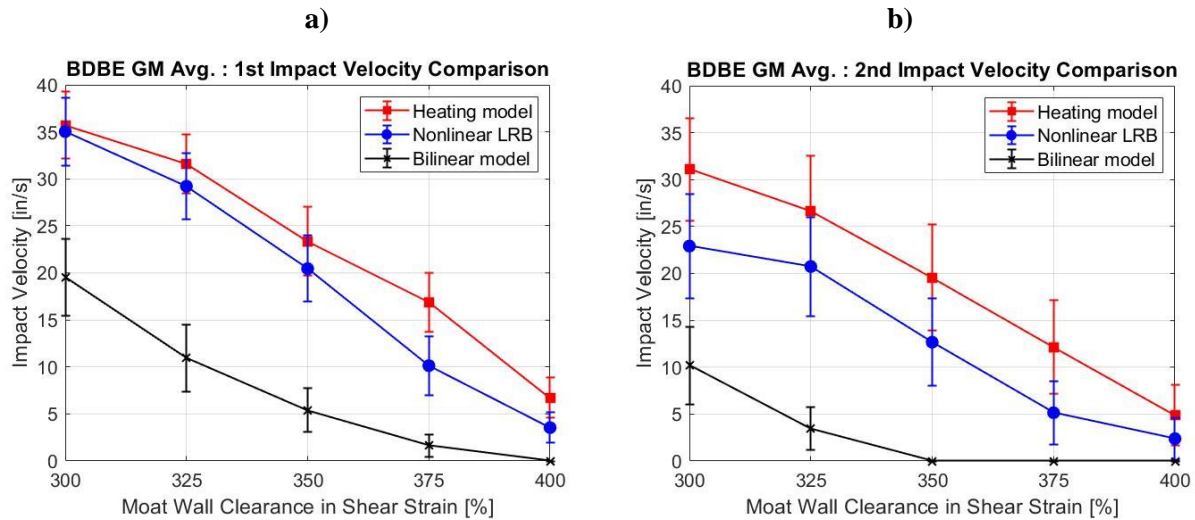 a)
BDBE GM Avg. : 1st Impact Velocity Comparison
Heating model
Nonlinear LRB
Bilinear model
Impact Velocity [in/s]
40
35
30
25
20
15
10
5
0
300 325 350 375 400
Moat Wall Clearance in Shear Strain [%]
b)
BDBE GM Avg. : 2nd Impact Velocity Comparison
Heating model
Nonlinear LRB
Bilinear model
Impact Velocity [in/s]
40
35
30
25
20
15
10
5
0
300 325 350 375 400
Moat Wall Clearance in Shear Strain [%]